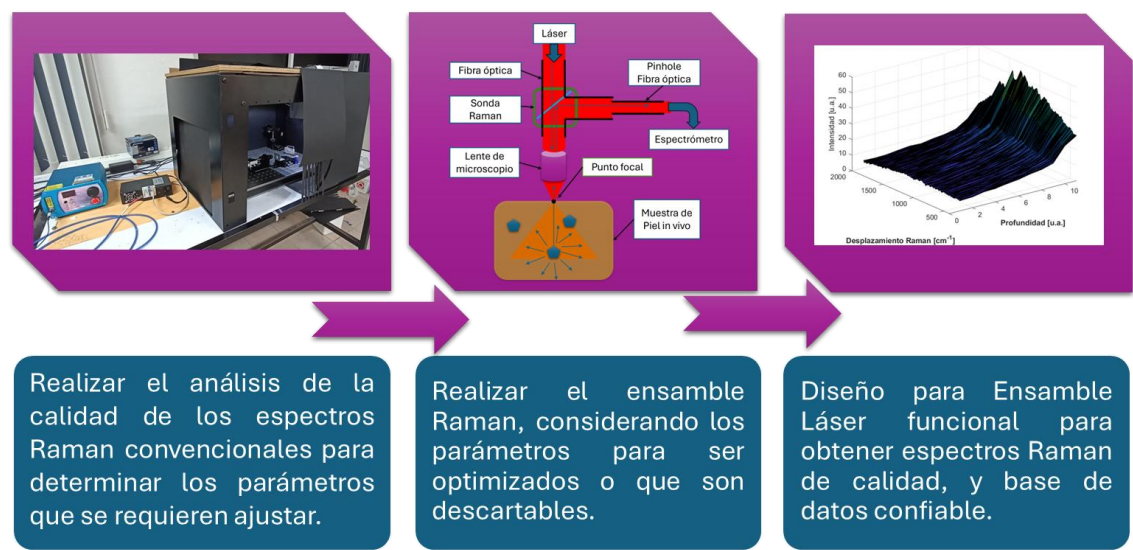 Láser
Fibra óptica
Pinhole
Fibra óptica
Sonda
Raman
Espectrómetro
Lente de
microscopio
Punto focal
Muestra de
Piel in vivo
Intensidad [u.a.]
60
50
40
30
20
10
0
2000
1500
1000
500
0
2
4
6
8
10
Profundidad [u.a.]
Desplazamiento Raman [cm⁻¹]
Realizar el análisis de la
calidad de los espectros
Raman convencionales para
determinar los parámetros
que se requieren ajustar.
Realizar el ensamble
Raman, considerando los
parámetros para ser
optimizados o que son
descartables.
Diseño para Ensamble
Láser funcional para
obtener espectros Raman
de calidad, y base de
datos confiable.